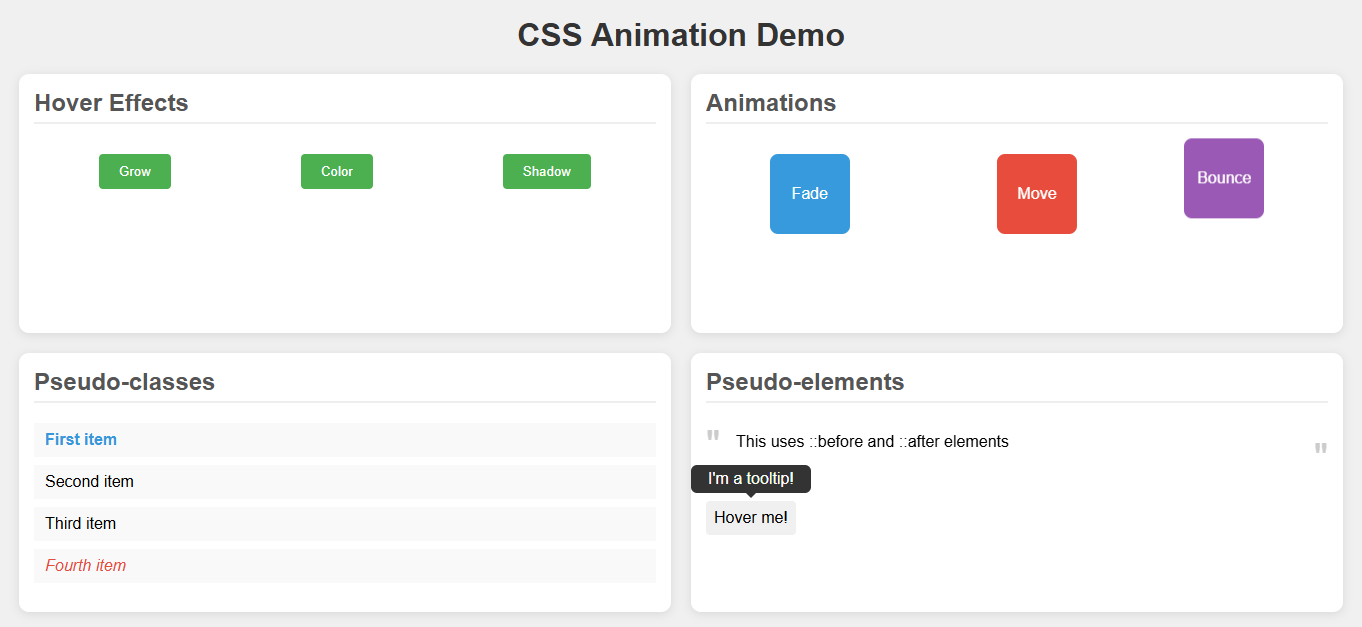 CSS Animation Demo
Hover Effects
Grow
Color
Shadow
Animations
Fade
Move
Bounce
Pseudo-classes
First item
Second item
Third item
Fourth item
Pseudo-elements
" This uses ::before and ::after elements "
I'm a tooltip!
Hover me!